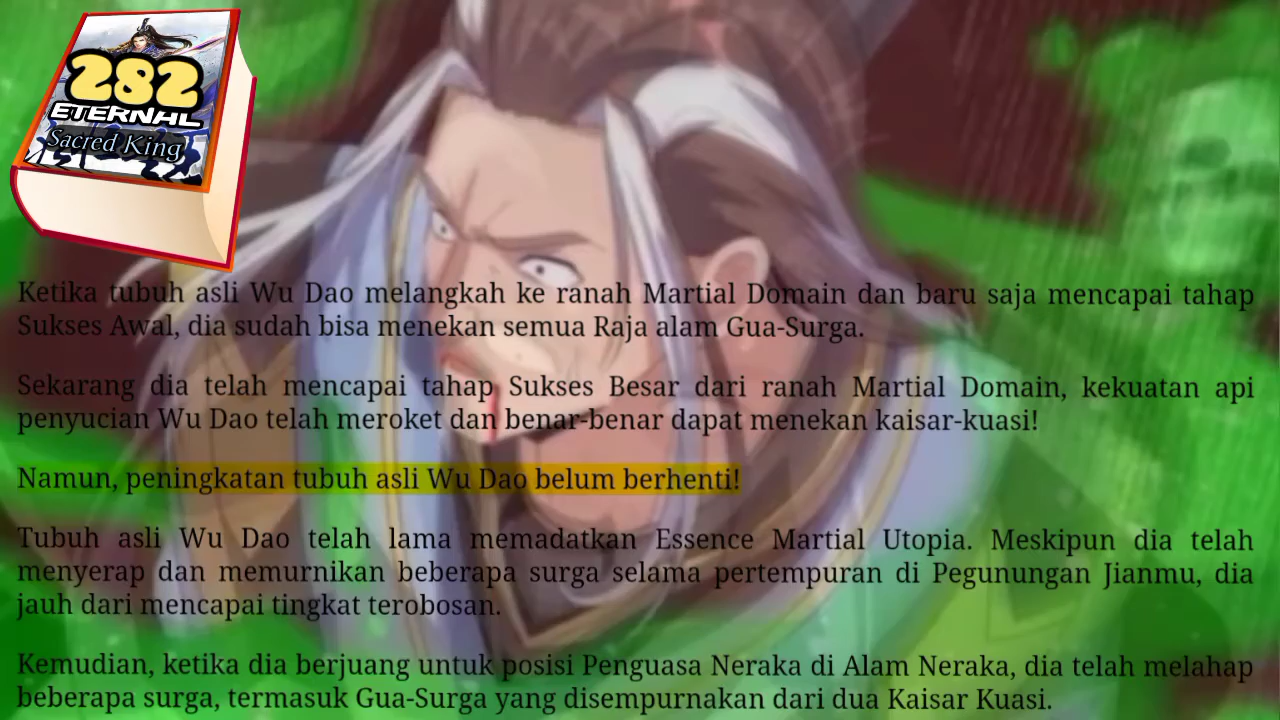 282
ETERNAL
Sacred King
Ketika tubuh asli Wu Dao melangkah ke ranah Martial Domain dan baru saja mencapai tahap
Sukses Awal, dia sudah bisa menekan semua Raja alam Gua-Surga.
Sekarang dia telah mencapai tahap Sukses Besar dari ranah Martial Domain, kekuatan api
penyucian Wu Dao telah meroket dan benar-benar dapat menekan kaisar-kuasi!
Namun, peningkatan tubuh asli Wu Dao belum berhenti!
Tubuh asli Wu Dao telah lama memadatkan Essence Martial Utopia. Meskipun dia telah
menyerap dan memurnikan beberapa surga selama pertempuran di Pegunungan Jianmu, dia
jauh dari mencapai tingkat terobosan.
Kemudian, ketika dia berjuang untuk posisi Penguasa Neraka di Alam Neraka, dia telah melahap
beberapa surga, termasuk Gua-Surga yang disempurnakan dari dua Kaisar Kuasi.